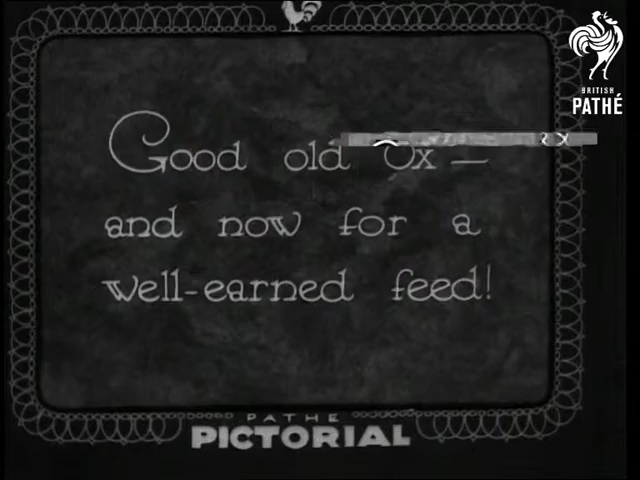 BRITISH
PATHÉ
Good old Ox —
and now for a
well-earned feed!
PATHE
PICTORIAL